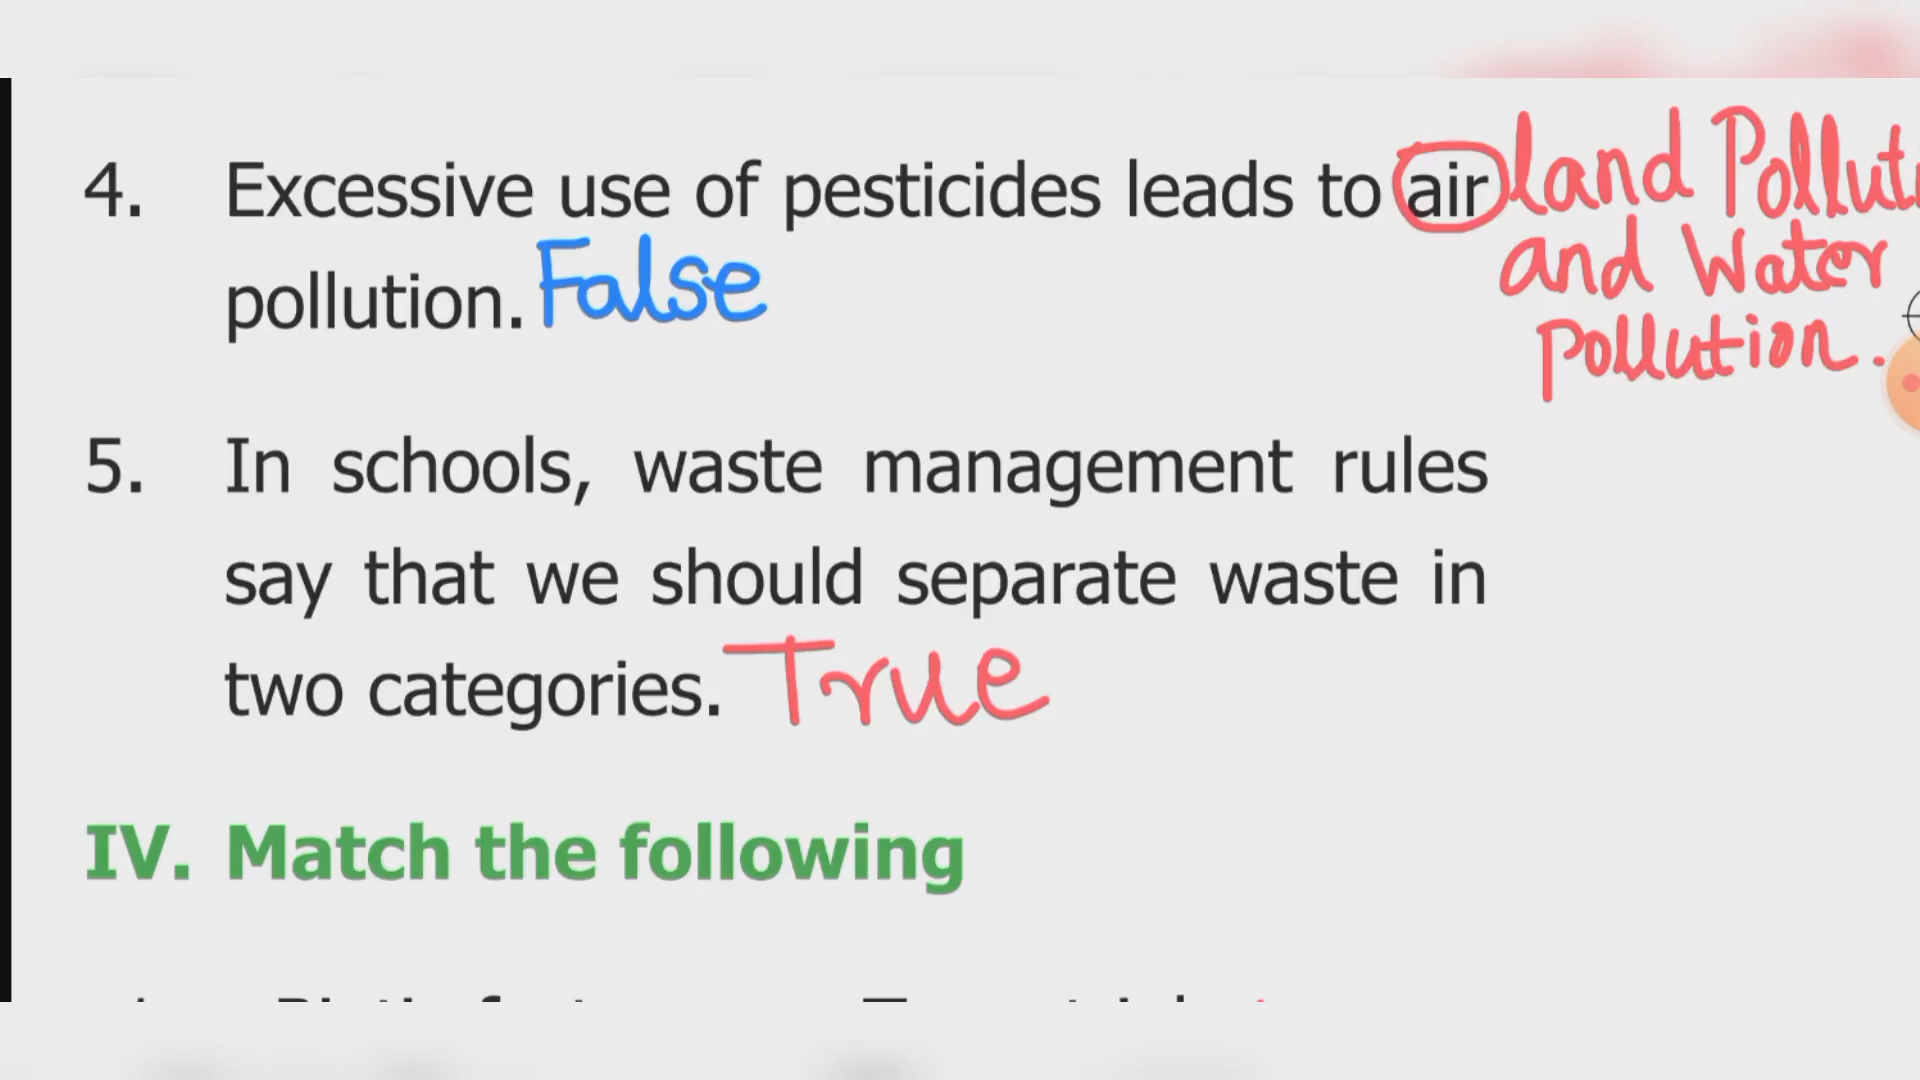 4. Excessive use of pesticides leads to air land Pollut
pollution. False and Water
pollution.
5. In schools, waste management rules
say that we should separate waste in
two categories. True
IV. Match the following